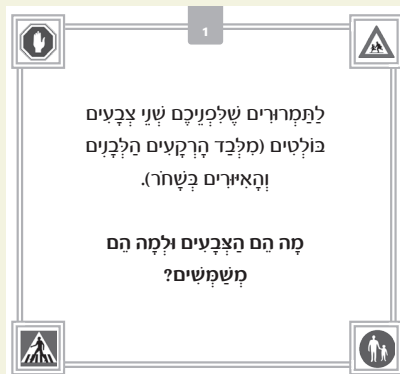 1
לַתַּמְרוּרִים שֶׁלִּפְנֵיכֶם שְׁנֵי צְבָעִים
בּוֹלְטִים (מִלְּבַד הָרְקָעִים הַלְּבָנִים
וְהָאִיּוּרִים בְּשָׁחֹר).
מָה הֵם הַצְּבָעִים וּלְמָה הֵם
מְשַׁמְּשִׁים?